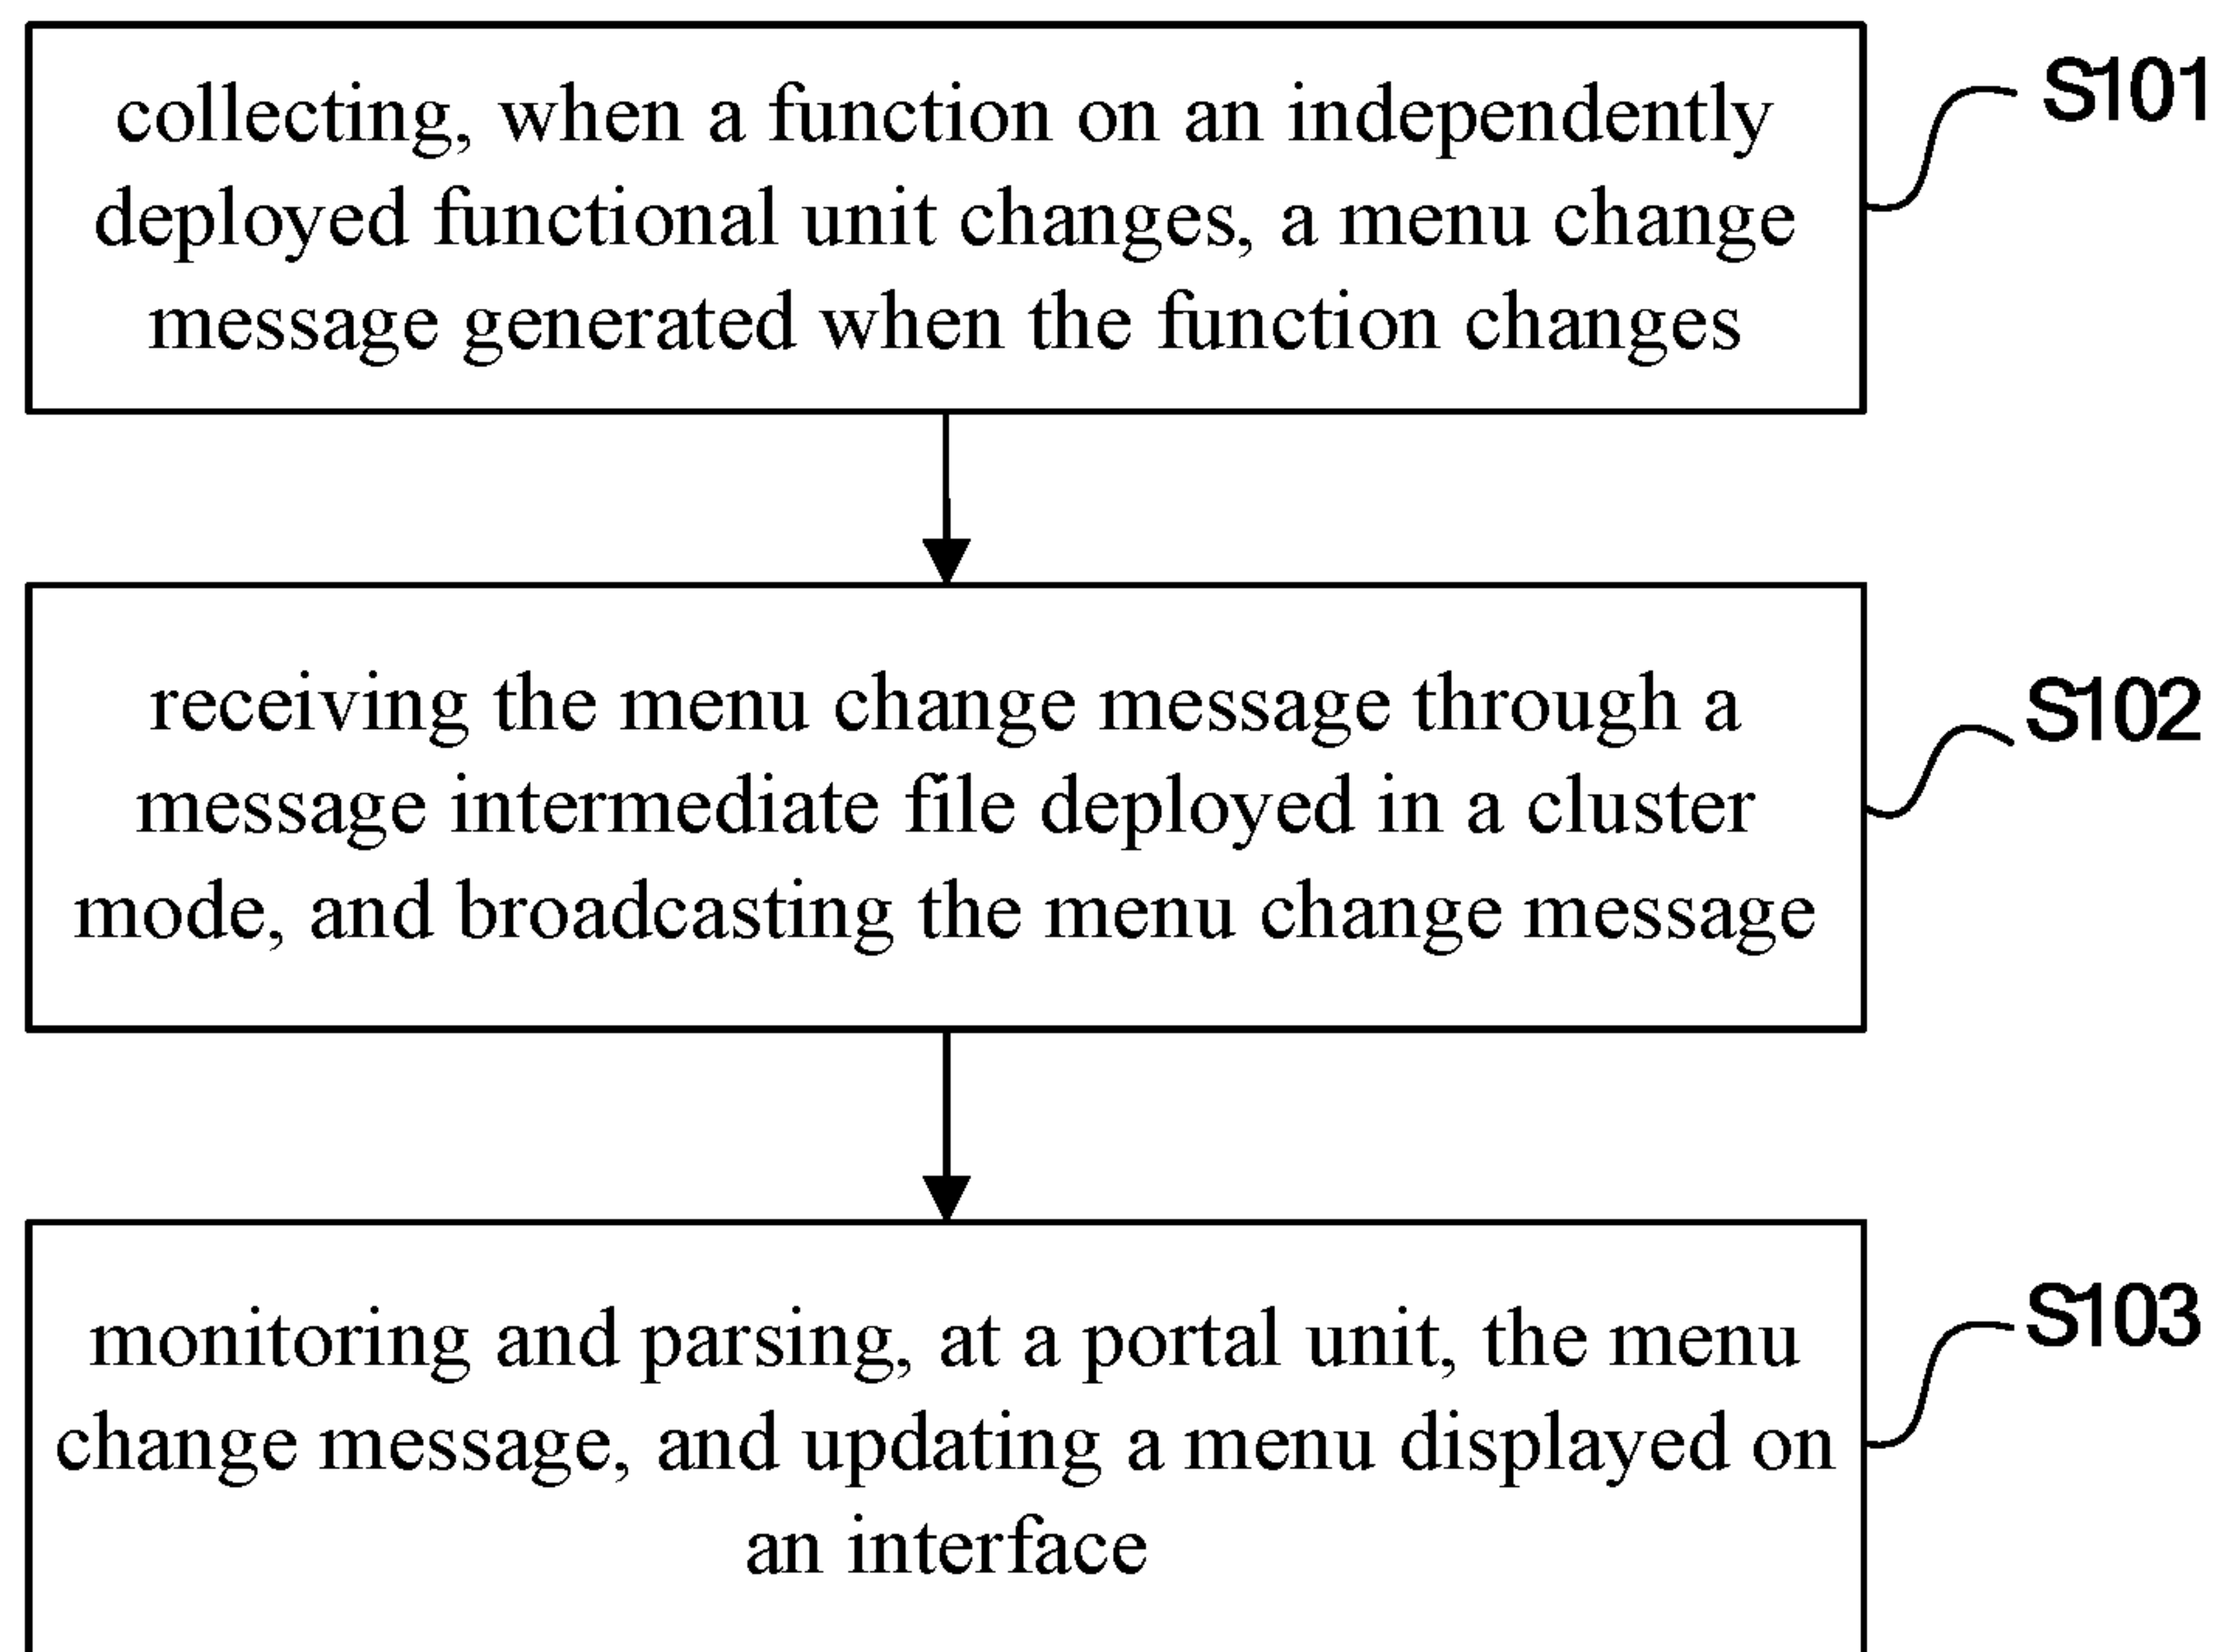 collecting, when a function on an independently
deployed functional unit changes, a menu change
message generated when the function changes
S101
receiving the menu change message through a
message intermediate file deployed in a cluster
mode, and broadcasting the menu change message
S102
monitoring and parsing, at a portal unit, the menu
change message, and updating a menu displayed on
an interface
S103